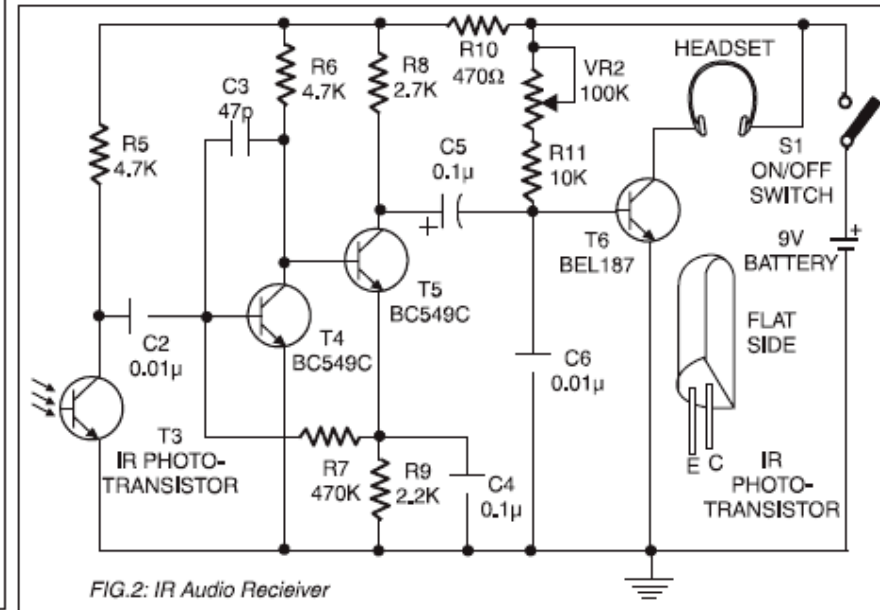 R6
4.7K
R8
2.7K
R10
470Ω
VR2
100K
HEADSET
C3
47p
R5
4.7K
C5
0.1µ
+
R11
10K
S1
ON/OFF
SWITCH
T6
BEL187
9V
BATTERY
+
C2
0.01µ
T4
BC549C
T5
BC549C
C6
0.01µ
FLAT
SIDE
T3
IR PHOTO-
TRANSISTOR
R7
470K
R9
2.2K
C4
0.1µ
E C
IR
PHOTO-
TRANSISTOR
FIG.2: IR Audio Recieiver